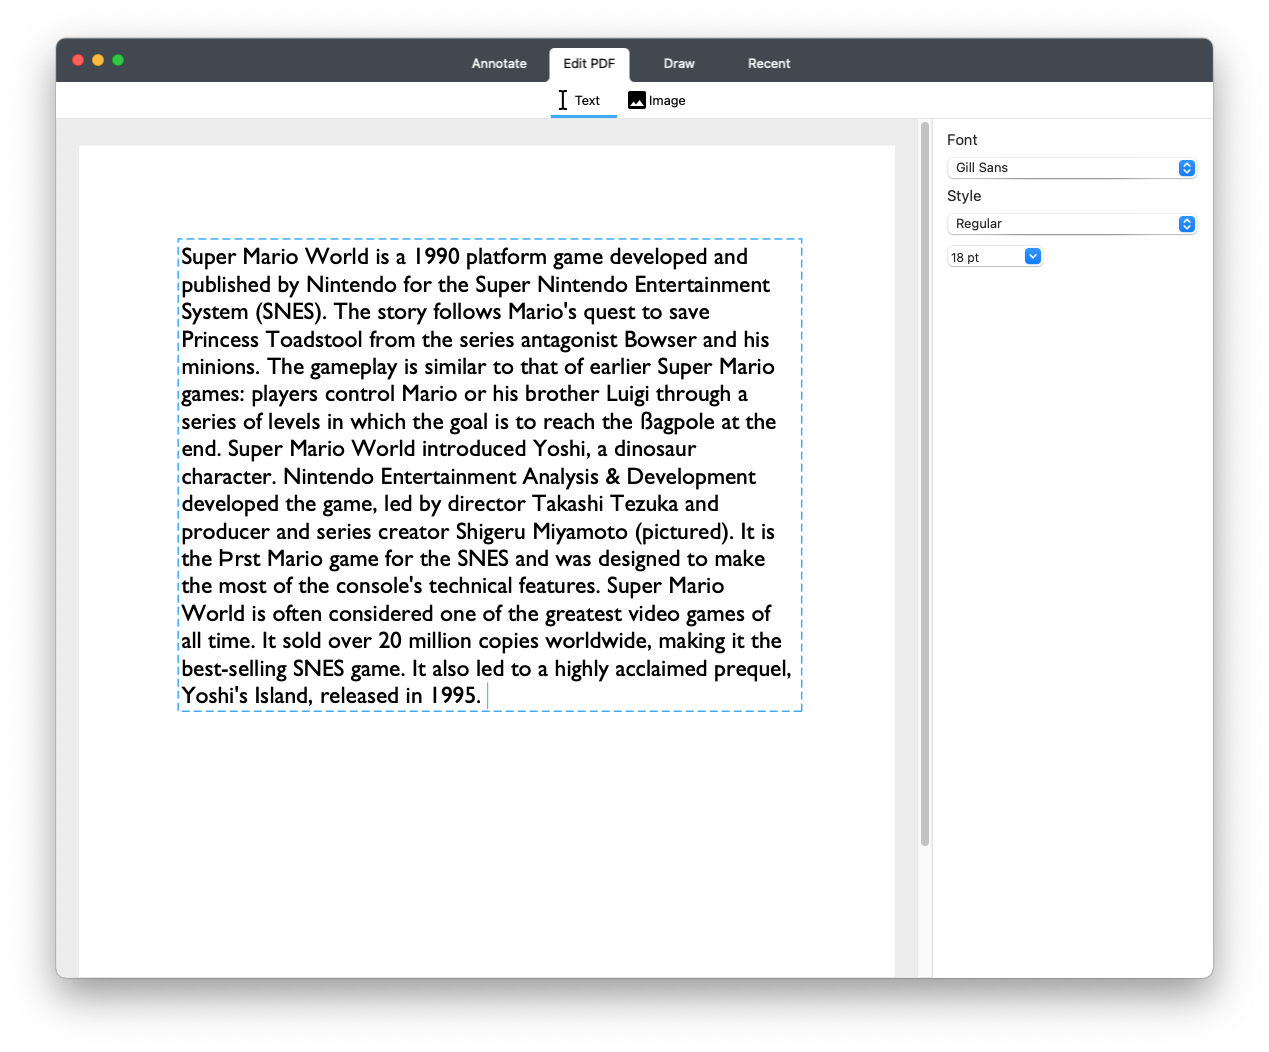 Annotate Edit PDF Draw Recent
Text Image
Font
Gill Sans
Style
Regular
18 pt
Super Mario World is a 1990 platform game developed and
published by Nintendo for the Super Nintendo Entertainment
System (SNES). The story follows Mario's quest to save
Princess Toadstool from the series antagonist Bowser and his
minions. The gameplay is similar to that of earlier Super Mario
games: players control Mario or his brother Luigi through a
series of levels in which the goal is to reach the ßagpole at the
end. Super Mario World introduced Yoshi, a dinosaur
character. Nintendo Entertainment Analysis & Development
developed the game, led by director Takashi Tezuka and
producer and series creator Shigeru Miyamoto (pictured). It is
the Þrst Mario game for the SNES and was designed to make
the most of the console's technical features. Super Mario
World is often considered one of the greatest video games of
all time. It sold over 20 million copies worldwide, making it the
best-selling SNES game. It also led to a highly acclaimed prequel,
Yoshi's Island, released in 1995.